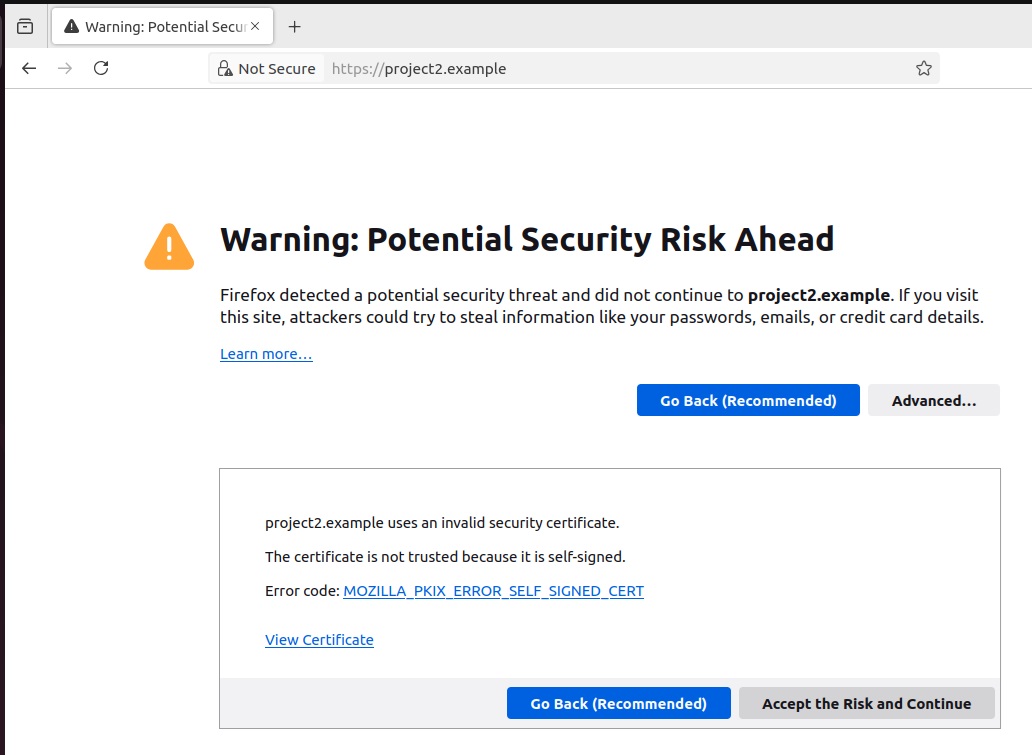 Warning: Potential Secur
Not Secure https://project2.example
Warning: Potential Security Risk Ahead
Firefox detected a potential security threat and did not continue to project2.example. If you visit
this site, attackers could try to steal information like your passwords, emails, or credit card details.
Learn more…
Go Back (Recommended) Advanced…
project2.example uses an invalid security certificate.
The certificate is not trusted because it is self-signed.
Error code: MOZILLA_PKIX_ERROR_SELF_SIGNED_CERT
View Certificate
Go Back (Recommended) Accept the Risk and Continue